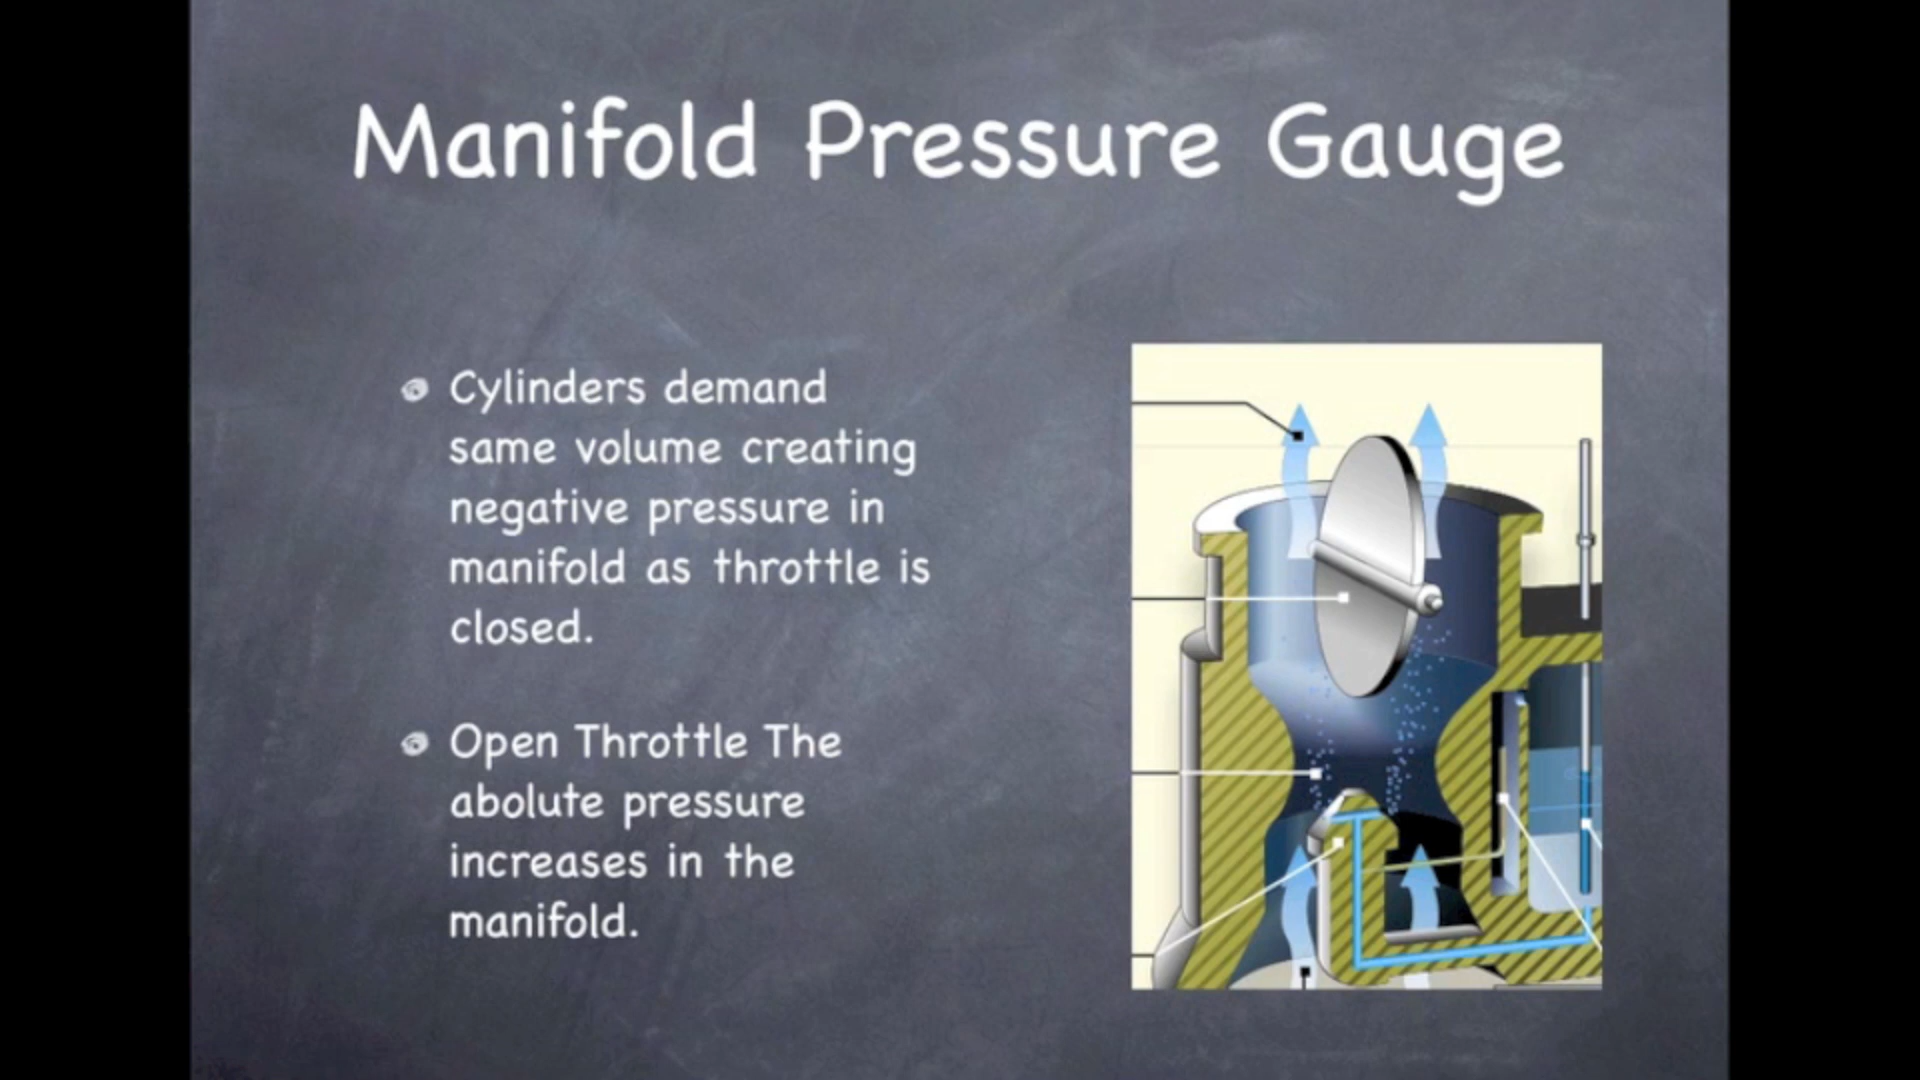 Manifold Pressure Gauge
Cylinders demand
same volume creating
negative pressure in
manifold as throttle is
closed.
Open Throttle The
abolute pressure
increases in the
manifold.